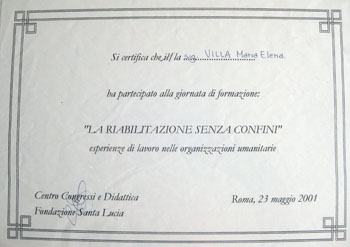 Si certifica che il/ la sig. VILLA Maria Elena
ha partecipato alla giornata di formazione:
"LA RIABILITAZIONE SENZA CONFINI"
esperienze di lavoro nelle organizzazioni umanitarie
Centro Congressi e Didattica
Fondazione Santa Lucia
Roma, 23 maggio 2001